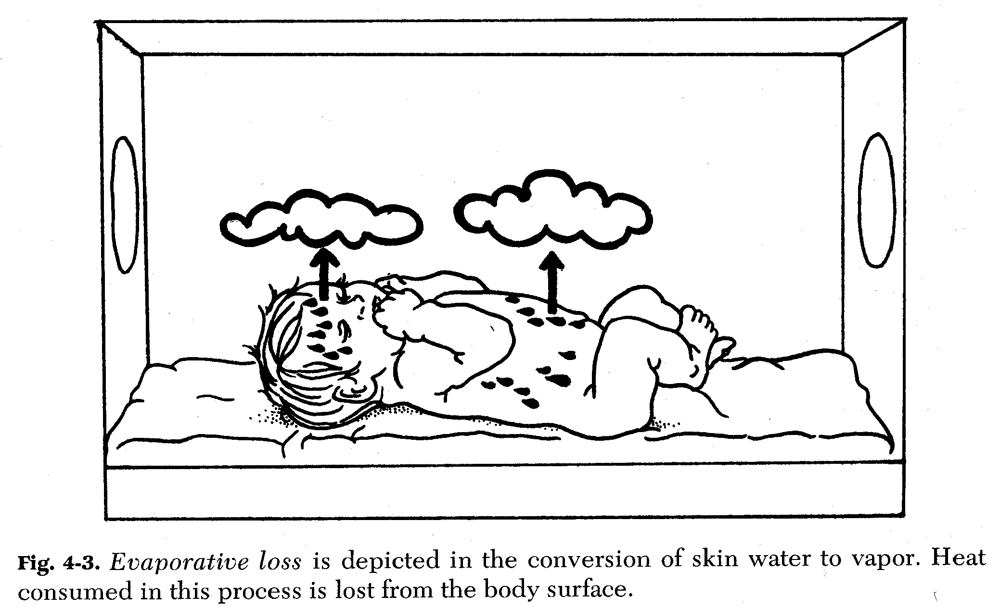 Fig. 4-3. Evaporative loss is depicted in the conversion of skin water to vapor. Heat
consumed in this process is lost from the body surface.